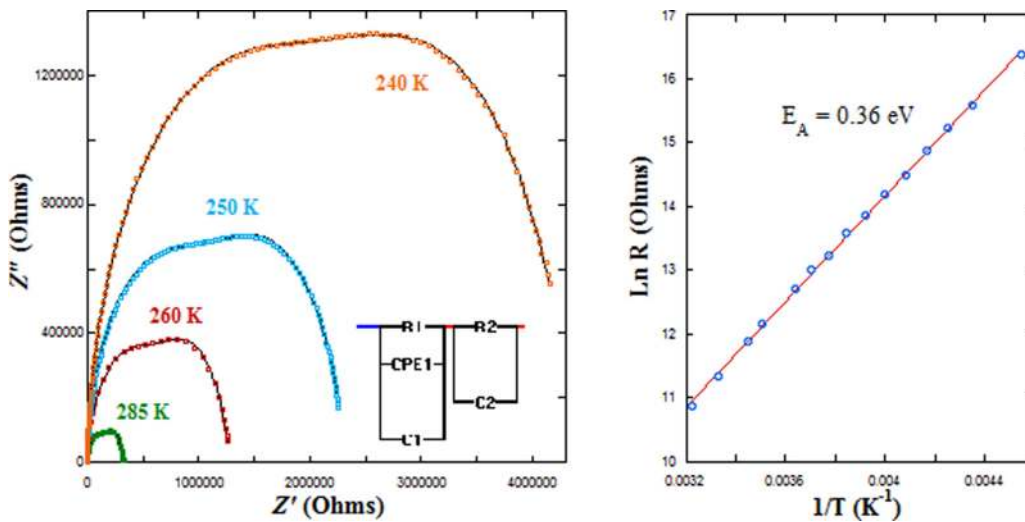 1200000
800000
400000
0
Z″ (Ohms)
240 K
250 K
260 K
285 K
R1
R2
CPE1
C2
C1
0
1000000
2000000
3000000
4000000
Z′ (Ohms)
17
16
15
14
13
12
11
10
Ln R (Ohms)
E_A = 0.36 eV
0.0032
0.0036
0.004
0.0044
1/T (K⁻¹)